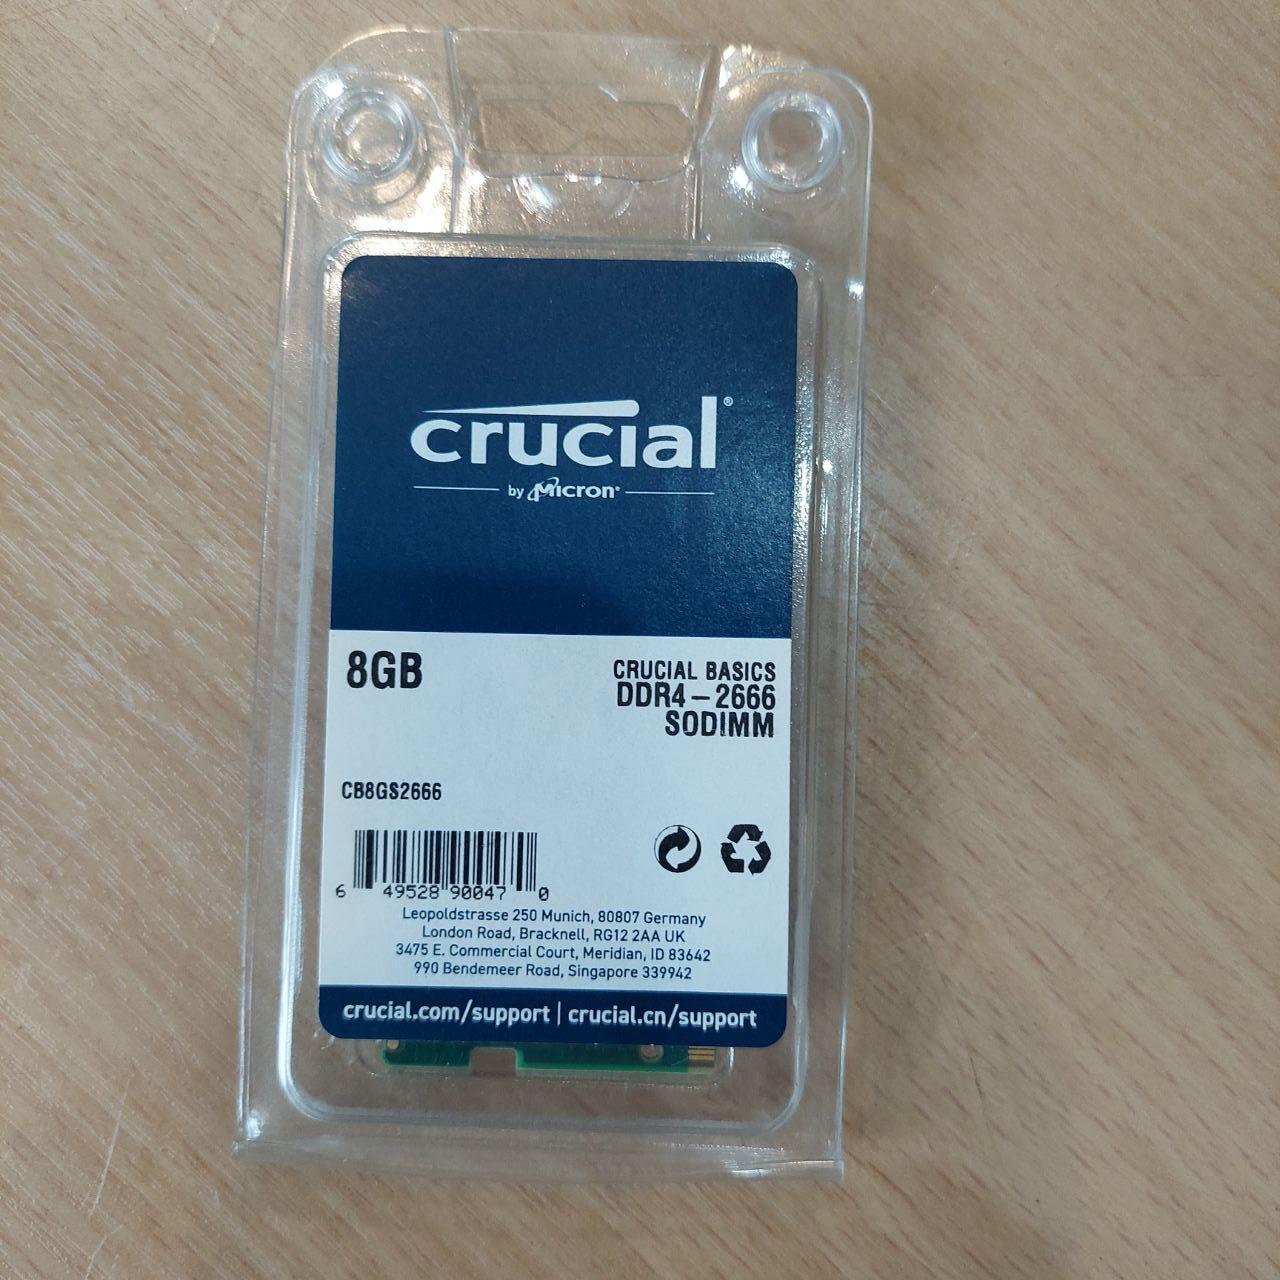 crucial®
by Micron®
8GB
CRUCIAL BASICS
DDR4-2666
SODIMM
CB8GS2666
6 49528 90047 0
Leopoldstrasse 250 Munich, 80807 Germany
London Road, Bracknell, RG12 2AA UK
3475 E. Commercial Court, Meridian, ID 83642
990 Bendemeer Road, Singapore 339942
crucial.com/support | crucial.cn/support